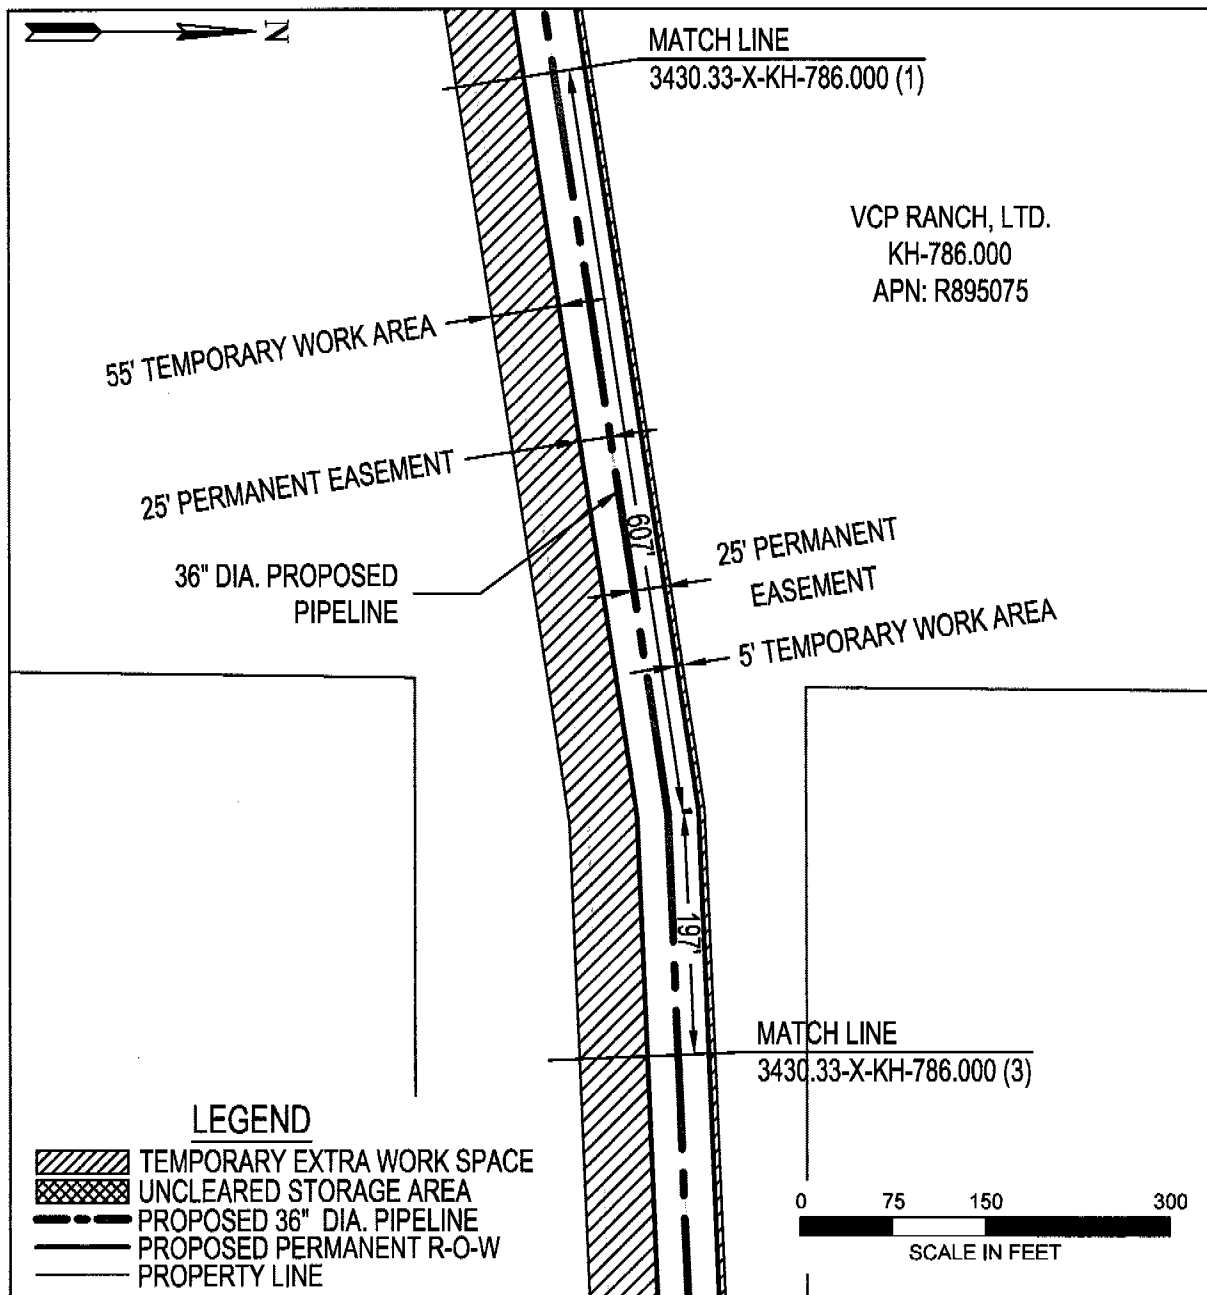 N
MATCH LINE
3430.33-X-KH-786.000 (1)
VCP RANCH, LTD.
KH-786.000
APN: R895075
55' TEMPORARY WORK AREA
25' PERMANENT EASEMENT
36" DIA. PROPOSED
PIPELINE
607'
25' PERMANENT
EASEMENT
5' TEMPORARY WORK AREA
197'
MATCH LINE
3430.33-X-KH-786.000 (3)
LEGEND
TEMPORARY EXTRA WORK SPACE
UNCLEARED STORAGE AREA
PROPOSED 36" DIA. PIPELINE
PROPOSED PERMANENT R-O-W
PROPERTY LINE
0 75 150 300
SCALE IN FEET